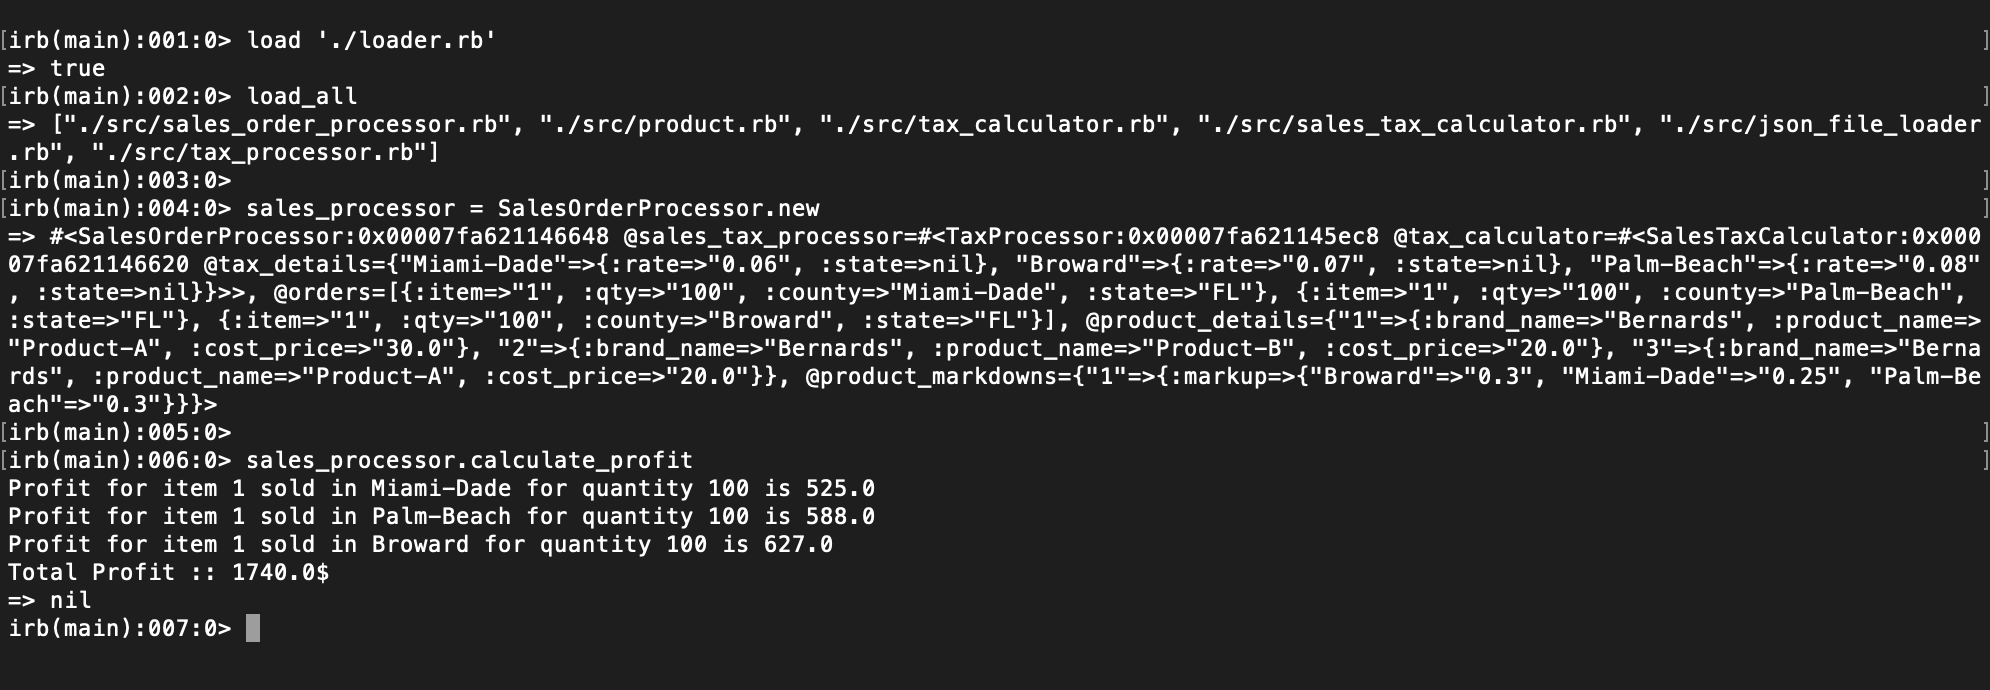 [irb(main):001:0> load './loader.rb' ]
=> true
[irb(main):002:0> load_all ]
=> ["./src/sales_order_processor.rb", "./src/product.rb", "./src/tax_calculator.rb", "./src/sales_tax_calculator.rb", "./src/json_file_loader
.rb", "./src/tax_processor.rb"]
[irb(main):003:0> ]
[irb(main):004:0> sales_processor = SalesOrderProcessor.new ]
=> #<SalesOrderProcessor:0x00007fa621146648 @sales_tax_processor=#<TaxProcessor:0x00007fa621145ec8 @tax_calculator=#<SalesTaxCalculator:0x000
07fa621146620 @tax_details={"Miami-Dade"=>{:rate=>"0.06", :state=>nil}, "Broward"=>{:rate=>"0.07", :state=>nil}, "Palm-Beach"=>{:rate=>"0.08"
, :state=>nil}}>>, @orders=[{:item=>"1", :qty=>"100", :county=>"Miami-Dade", :state=>"FL"}, {:item=>"1", :qty=>"100", :county=>"Palm-Beach",
:state=>"FL"}, {:item=>"1", :qty=>"100", :county=>"Broward", :state=>"FL"}], @product_details={"1"=>{:brand_name=>"Bernards", :product_name=>
"Product-A", :cost_price=>"30.0"}, "2"=>{:brand_name=>"Bernards", :product_name=>"Product-B", :cost_price=>"20.0"}, "3"=>{:brand_name=>"Berna
rds", :product_name=>"Product-A", :cost_price=>"20.0"}}, @product_markdowns={"1"=>{:markup=>{"Broward"=>"0.3", "Miami-Dade"=>"0.25", "Palm-Be
ach"=>"0.3"}}}>
[irb(main):005:0> ]
[irb(main):006:0> sales_processor.calculate_profit ]
Profit for item 1 sold in Miami-Dade for quantity 100 is 525.0
Profit for item 1 sold in Palm-Beach for quantity 100 is 588.0
Profit for item 1 sold in Broward for quantity 100 is 627.0
Total Profit :: 1740.0$
=> nil
irb(main):007:0>